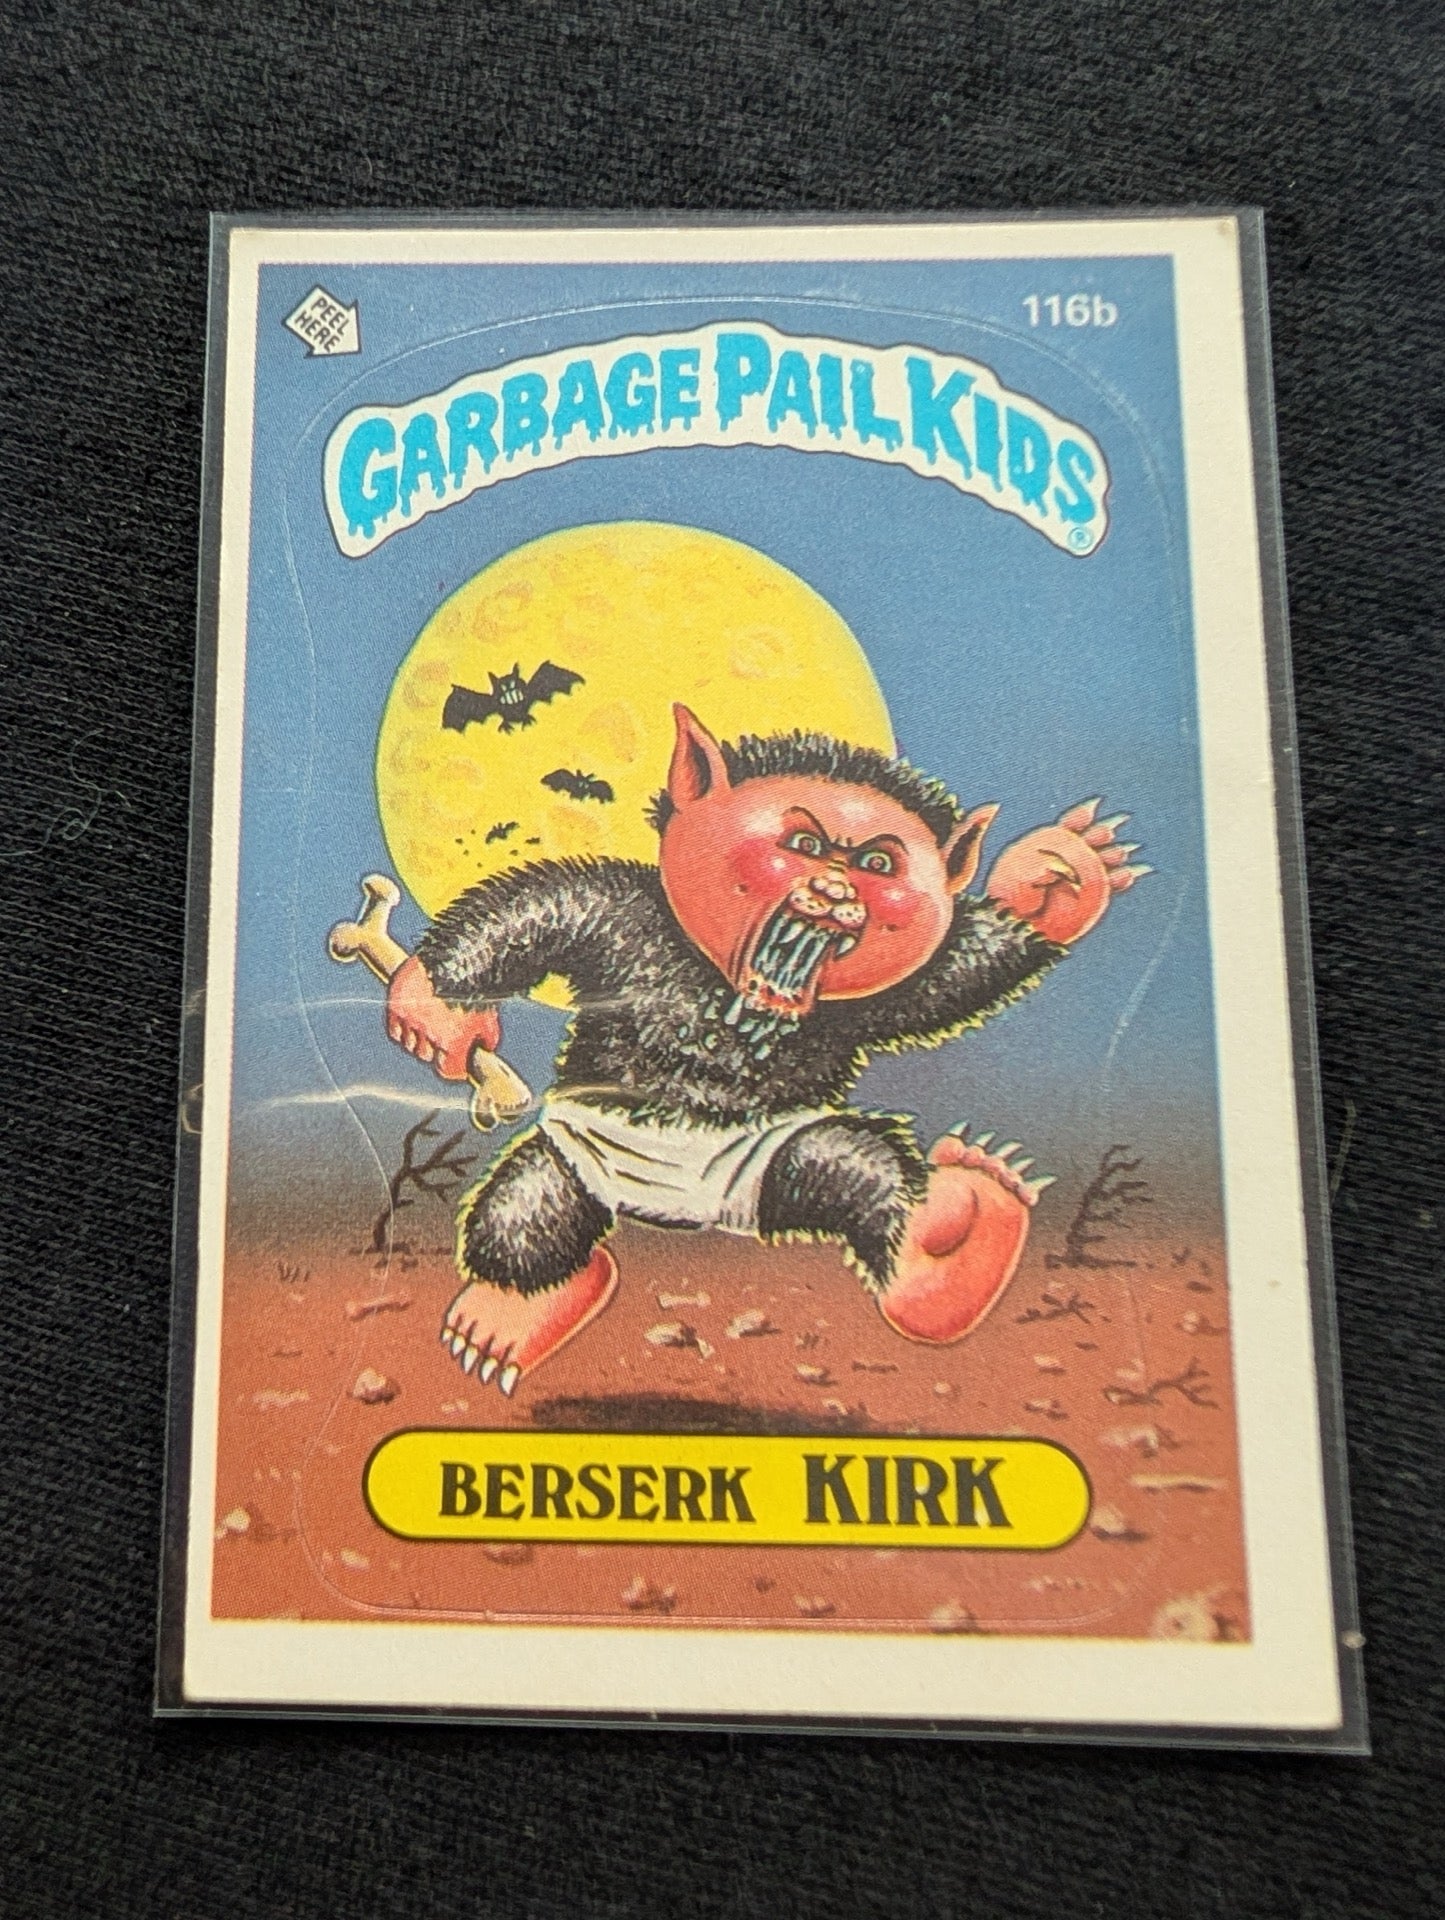 PEEL
HERE
116b
GARBAGE PAIL KIDS®
BERSERK KIRK